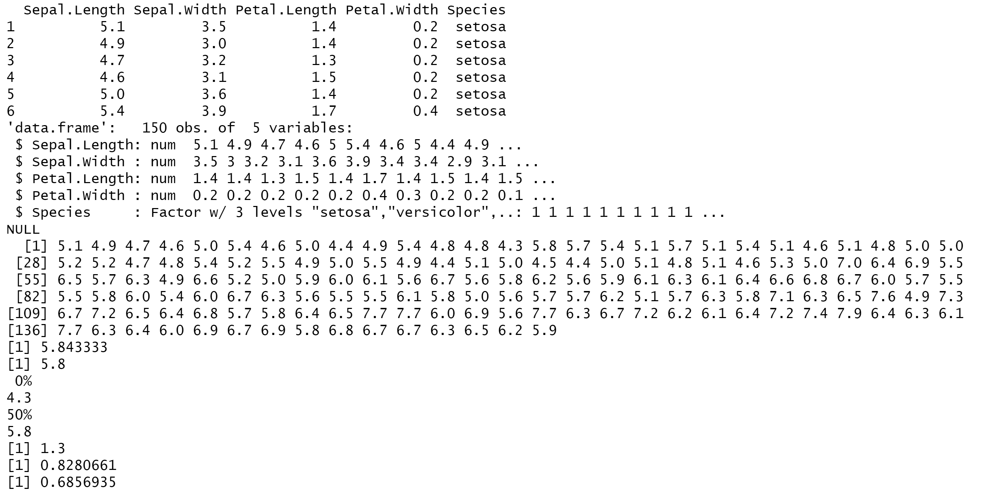 Sepal.Length Sepal.Width Petal.Length Petal.Width Species
1          5.1         3.5          1.4         0.2  setosa
2          4.9         3.0          1.4         0.2  setosa
3          4.7         3.2          1.3         0.2  setosa
4          4.6         3.1          1.5         0.2  setosa
5          5.0         3.6          1.4         0.2  setosa
6          5.4         3.9          1.7         0.4  setosa
'data.frame':   150 obs. of  5 variables:
 $ Sepal.Length: num  5.1 4.9 4.7 4.6 5 5.4 4.6 5 4.4 4.9 ...
 $ Sepal.Width : num  3.5 3 3.2 3.1 3.6 3.9 3.4 3.4 2.9 3.1 ...
 $ Petal.Length: num  1.4 1.4 1.3 1.5 1.4 1.7 1.4 1.5 1.4 1.5 ...
 $ Petal.Width : num  0.2 0.2 0.2 0.2 0.2 0.4 0.3 0.2 0.2 0.1 ...
 $ Species     : Factor w/ 3 levels "setosa","versicolor",..: 1 1 1 1 1 1 1 1 1 1 ...
NULL
  [1] 5.1 4.9 4.7 4.6 5.0 5.4 4.6 5.0 4.4 4.9 5.4 4.8 4.8 4.3 5.8 5.7 5.4 5.1 5.7 5.1 5.4 5.1 4.6 5.1 4.8 5.0 5.0
 [28] 5.2 5.2 4.7 4.8 5.4 5.2 5.5 4.9 5.0 5.5 4.9 4.4 5.1 5.0 4.5 4.4 5.0 5.1 4.8 5.1 4.6 5.3 5.0 7.0 6.4 6.9 5.5
 [55] 6.5 5.7 6.3 4.9 6.6 5.2 5.0 5.9 6.0 6.1 5.6 6.7 5.6 5.8 6.2 5.6 5.9 6.1 6.3 6.1 6.4 6.6 6.8 6.7 6.0 5.7 5.5
 [82] 5.5 5.8 6.0 5.4 6.0 6.7 6.3 5.6 5.5 5.5 6.1 5.8 5.0 5.6 5.7 5.7 6.2 5.1 5.7 6.3 5.8 7.1 6.3 6.5 7.6 4.9 7.3
[109] 6.7 7.2 6.5 6.4 6.8 5.7 5.8 6.4 6.5 7.7 7.7 6.0 6.9 5.6 7.7 6.3 6.7 7.2 6.2 6.1 6.4 7.2 7.4 7.9 6.4 6.3 6.1
[136] 7.7 6.3 6.4 6.0 6.9 6.7 6.9 5.8 6.8 6.7 6.7 6.3 6.5 6.2 5.9
[1] 5.843333
[1] 5.8
 0%
4.3
50%
5.8
[1] 1.3
[1] 0.8280661
[1] 0.6856935